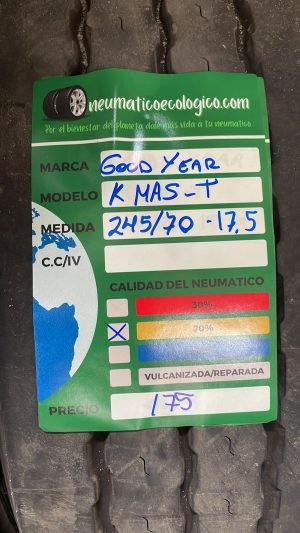 neumaticoecologico.com
Por el bienestar del planeta dale más vida a tu neumatico
MARCA GOOD YEAR
MODELO K MAS-T
MEDIDA 245/70 -17,5
C.C/IV
CALIDAD DEL NEUMATICO
30%
70%
VULCANIZADA/REPARADA
PRECIO 175